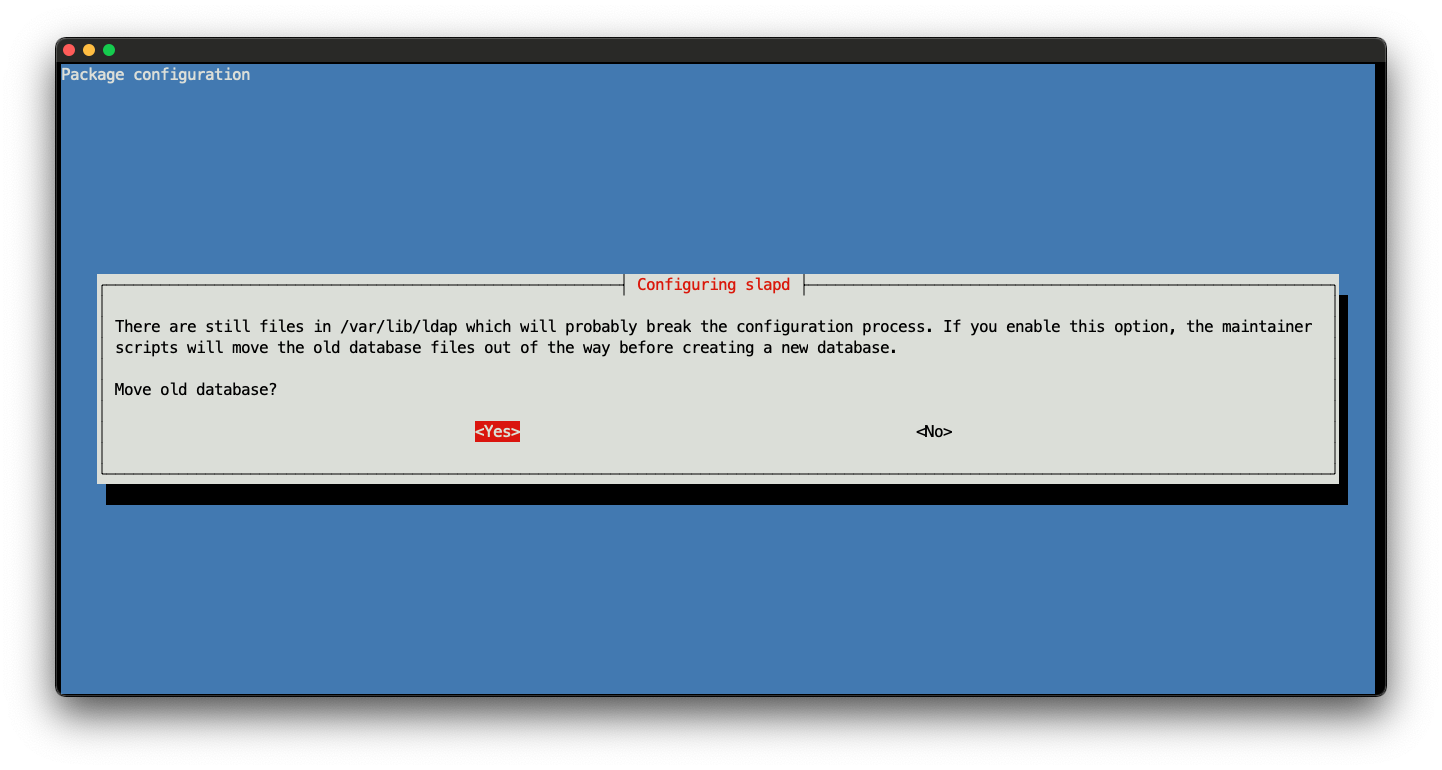 Package configuration
Configuring slapd
There are still files in /var/lib/ldap which will probably break the configuration process. If you enable this option, the maintainer
scripts will move the old database files out of the way before creating a new database.
Move old database?
<Yes> <No>